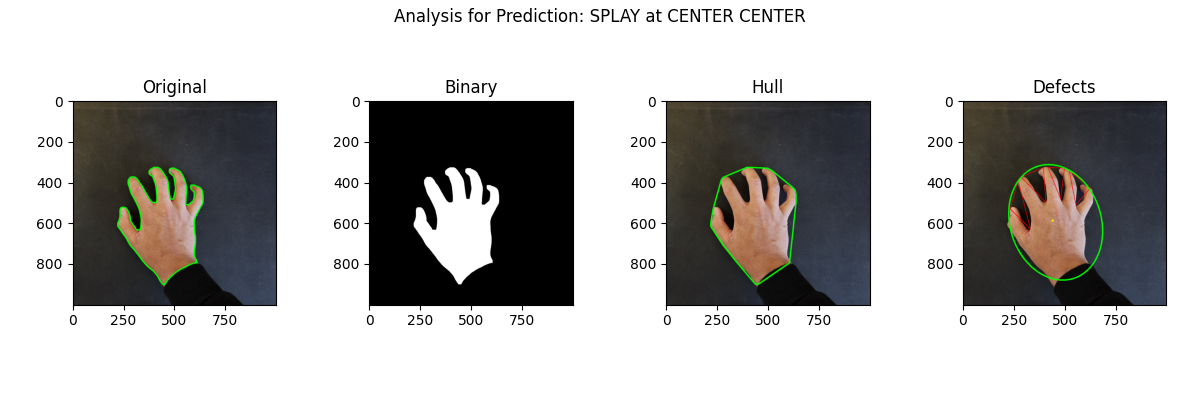 Analysis for Prediction: SPLAY at CENTER CENTER
Original Binary Hull Defects
0 0 0 0
200 200 200 200
400 400 400 400
600 600 600 600
800 800 800 800
0 250 500 750 0 250 500 750 0 250 500 750 0 250 500 750